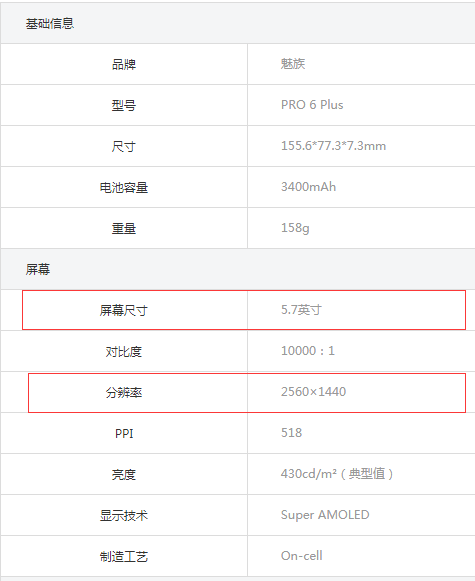 基础信息
品牌 魅族
型号 PRO 6 Plus
尺寸 155.6*77.3*7.3mm
电池容量 3400mAh
重量 158g
屏幕
屏幕尺寸 5.7英寸
对比度 10000：1
分辨率 2560×1440
PPI 518
亮度 430cd/m²（典型值）
显示技术 Super AMOLED
制造工艺 On-cell